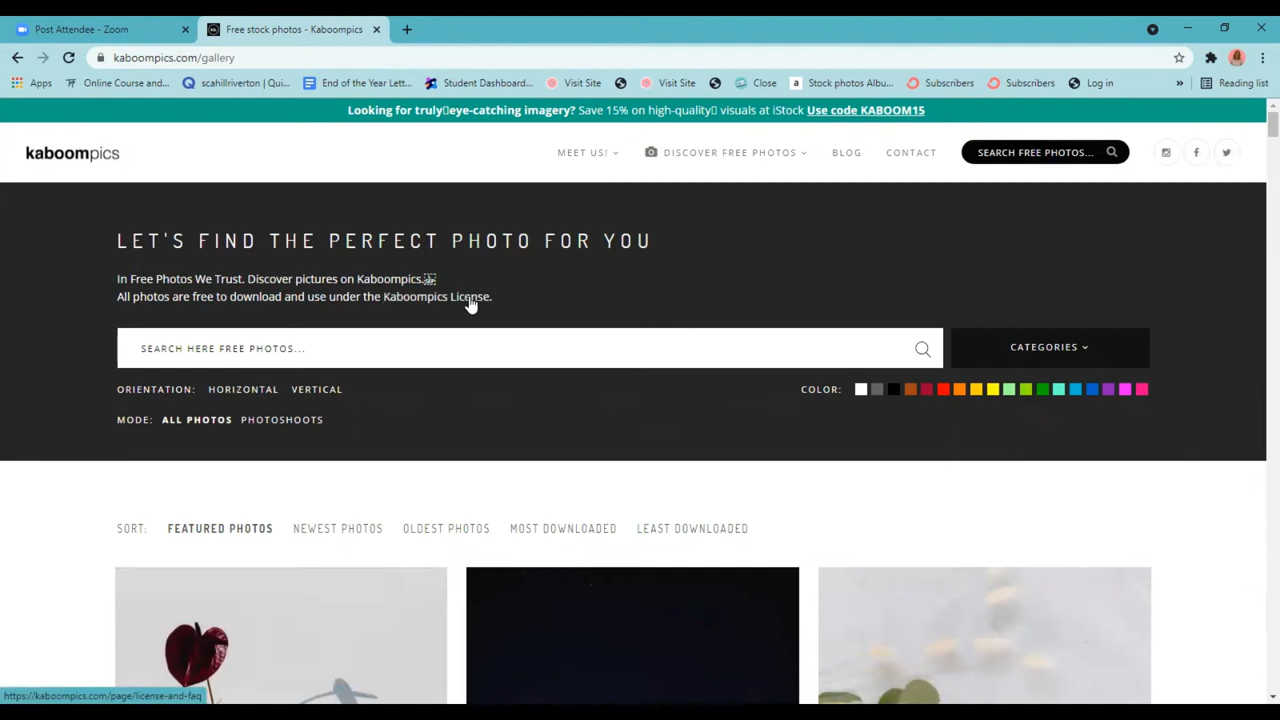 Post Attendee - Zoom
Free stock photos - Kaboompics
kaboompics.com/gallery
Apps
Online Course and...
scahillriverton | Qui...
End of the Year Lett...
Student Dashboard...
Visit Site
Visit Site
Close
Stock photos Albu...
Subscribers
Subscribers
Log in
»
Reading list
Looking for truly▯eye-catching imagery? Save 15% on high-quality▯ visuals at iStock Use code KABOOM15
kaboompics
MEET US!
DISCOVER FREE PHOTOS
BLOG
CONTACT
SEARCH FREE PHOTOS...
LET'S FIND THE PERFECT PHOTO FOR YOU
In Free Photos We Trust. Discover pictures on Kaboompics.
All photos are free to download and use under the Kaboompics License.
SEARCH HERE FREE PHOTOS...
CATEGORIES
ORIENTATION: HORIZONTAL VERTICAL
COLOR:
MODE: ALL PHOTOS PHOTOSHOOTS
SORT: FEATURED PHOTOS NEWEST PHOTOS OLDEST PHOTOS MOST DOWNLOADED LEAST DOWNLOADED
https://kaboompics.com/page/license-and-faq